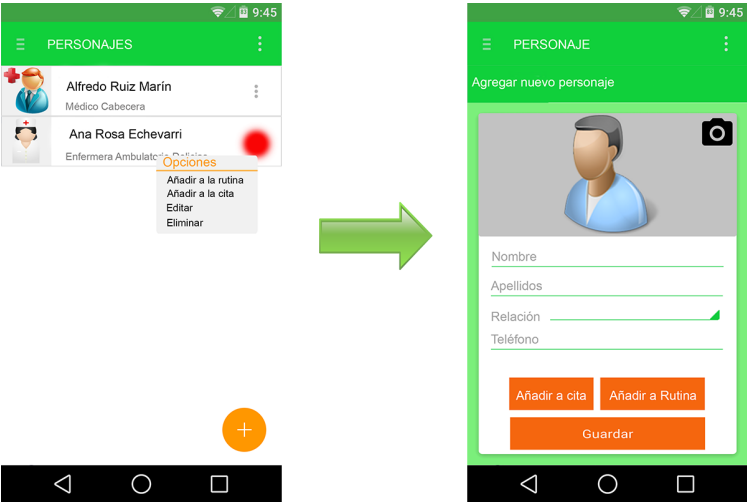 9:45
PERSONAJES
Alfredo Ruiz Marín
Médico Cabecera
Ana Rosa Echevarri
Enfermera Ambulatorio Delicias
Opciones
Añadir a la rutina
Añadir a la cita
Editar
Eliminar
9:45
PERSONAJE
Agregar nuevo personaje
Nombre
Apellidos
Relación
Teléfono
Añadir a cita
Añadir a Rutina
Guardar